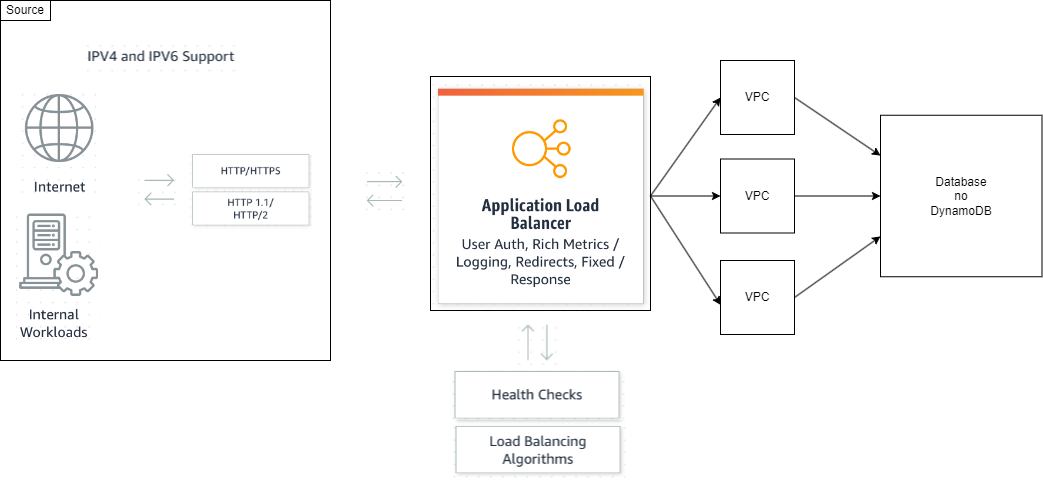 Source
IPV4 and IPV6 Support
Internet
HTTP/HTTPS
HTTP 1.1/
HTTP/2
Internal
Workloads
Application Load
Balancer
User Auth, Rich Metrics /
Logging, Redirects, Fixed /
Response
Health Checks
Load Balancing
Algorithms
VPC
VPC
VPC
Database
no
DynamoDB